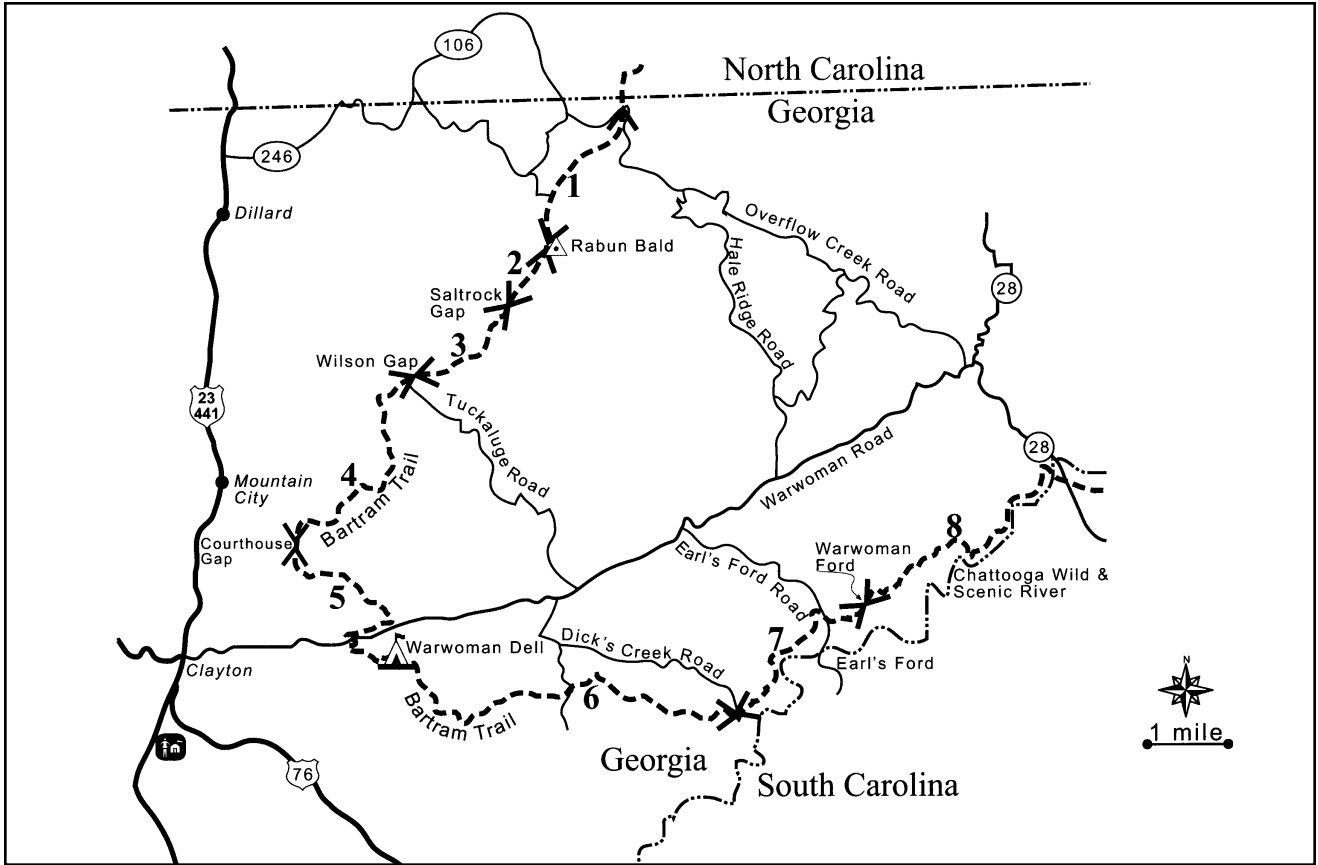 106
North Carolina
Georgia
246
1
Dillard
Overflow Creek Road
Rabun Bald
2
Hale Ridge Road
Saltrock
Gap
28
3
Wilson Gap
23
441
Tuckaluge Road
28
Warwoman Road
4
Bartram Trail
Mountain
City
8
Courthouse
Gap
Earl's Ford Road
Warwoman
Ford
Chattooga Wild &
Scenic River
5
7
Dick's Creek Road
Warwoman Dell
Earl's Ford
Clayton
N
6
Bartram Trail
1 mile
Georgia
76
South Carolina